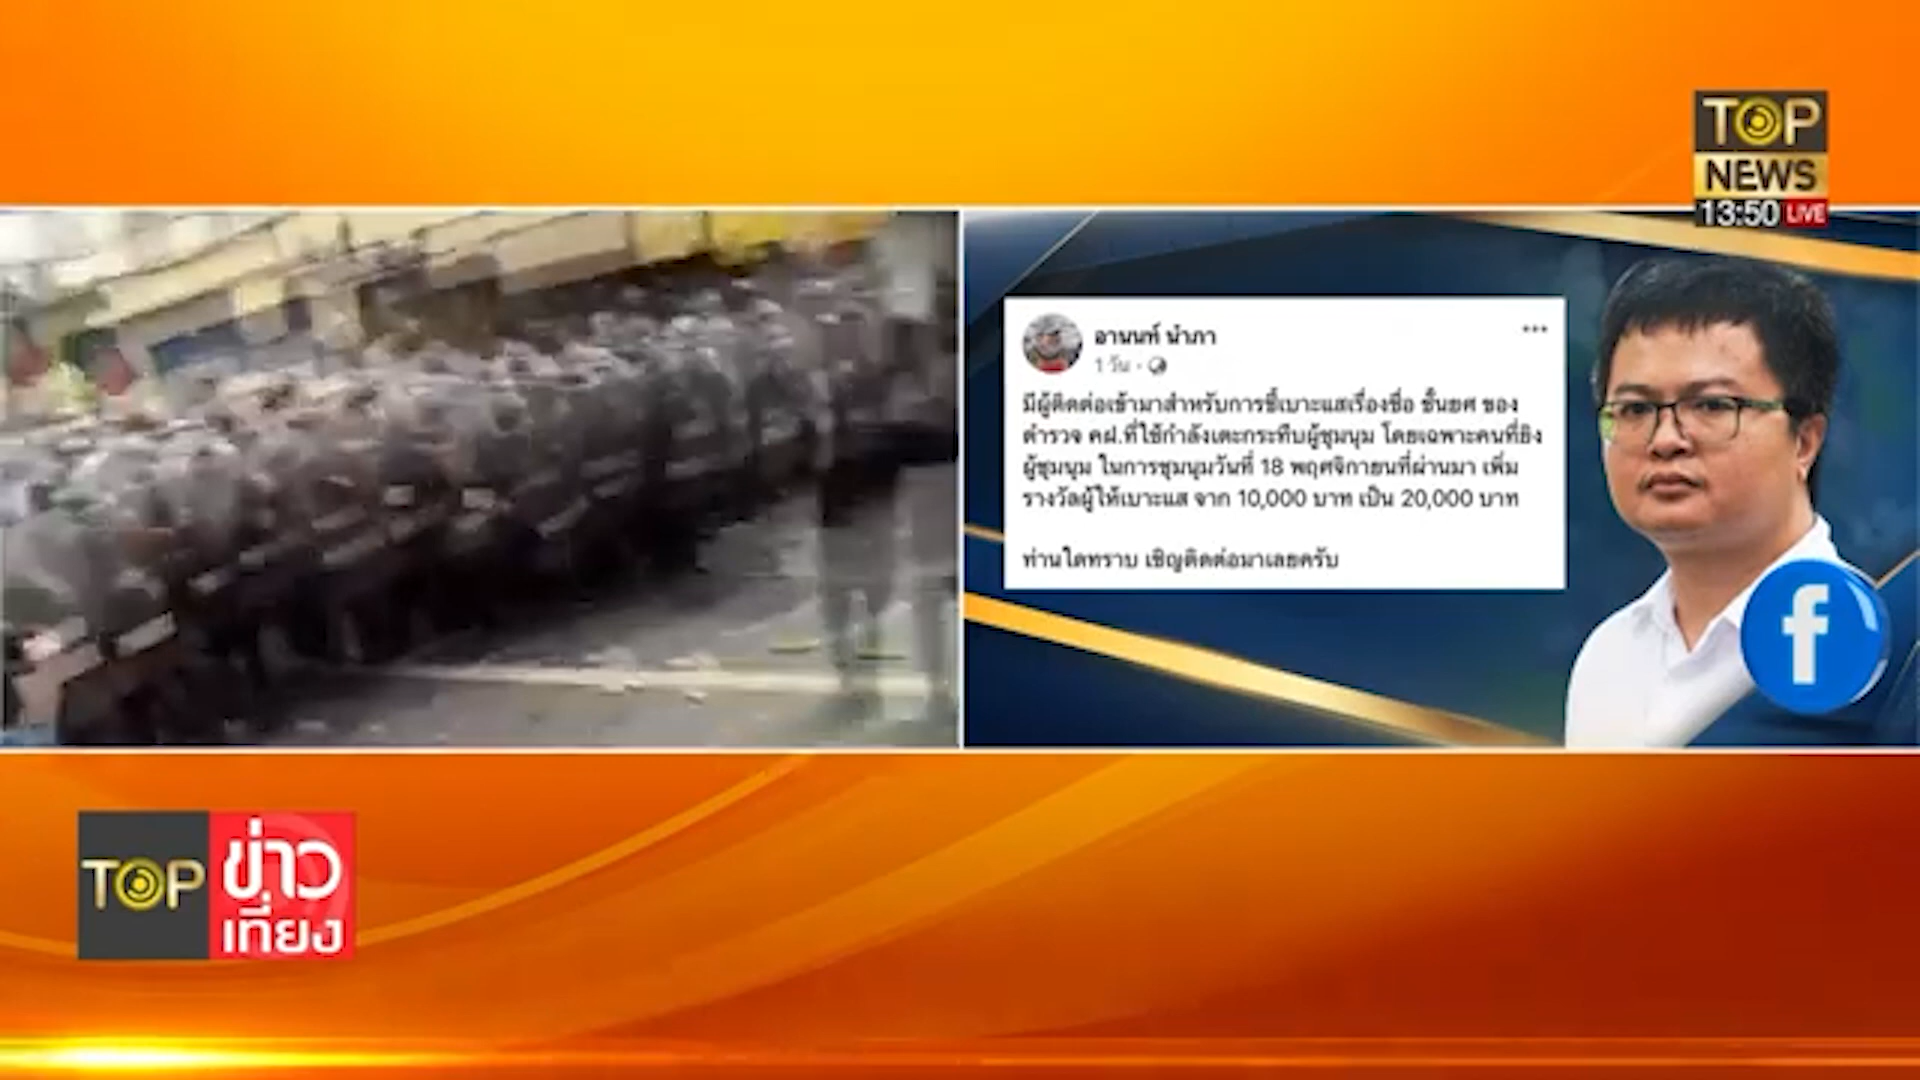 TOP
NEWS
13:50 LIVE
อานนท์ นำภา
1 วัน ·
มีผู้ติดต่อเข้ามาสำหรับการชี้เบาะแสเรื่องชื่อ ชั้นยศ ของ
ตำรวจ คฝ.ที่ใช้กำลังเตะกระทืบผู้ชุมนุม โดยเฉพาะคนที่ยิง
ผู้ชุมนุม ในการชุมนุมวันที่ 18 พฤศจิกายนที่ผ่านมา เพิ่ม
รางวัลผู้ให้เบาะแส จาก 10,000 บาท เป็น 20,000 บาท
ท่านใดทราบ เชิญติดต่อมาเลยครับ
f
TOP
ข่าว
เที่ยง